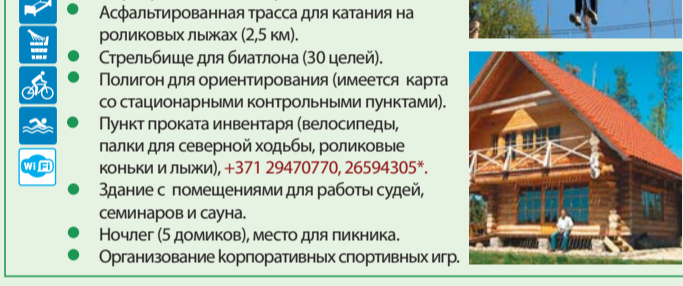 Асфальтированная трасса для катания на
роликовых лыжах (2,5 км).
Стрельбище для биатлона (30 целей).
Полигон для ориентирования (имеется карта
со стационарными контрольными пунктами).
Пункт проката инвентаря (велосипеды,
палки для северной ходьбы, роликовые
коньки и лыжи), +371 29470770, 26594305*.
WiFi
Здание с помещениями для работы судей,
семинаров и сауна.
Ночлег (5 домиков), место для пикника.
Организование корпоративных спортивных игр.